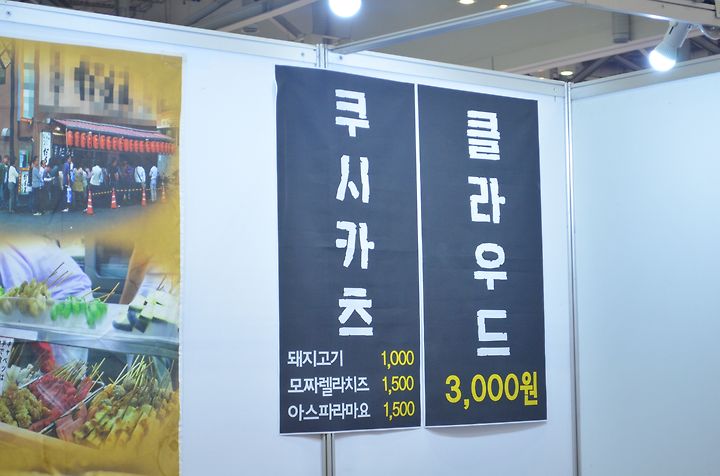 쿠시카츠
돼지고기 1,000
모짜렐라치즈 1,500
아스파라마요 1,500
클라우드
3,000원